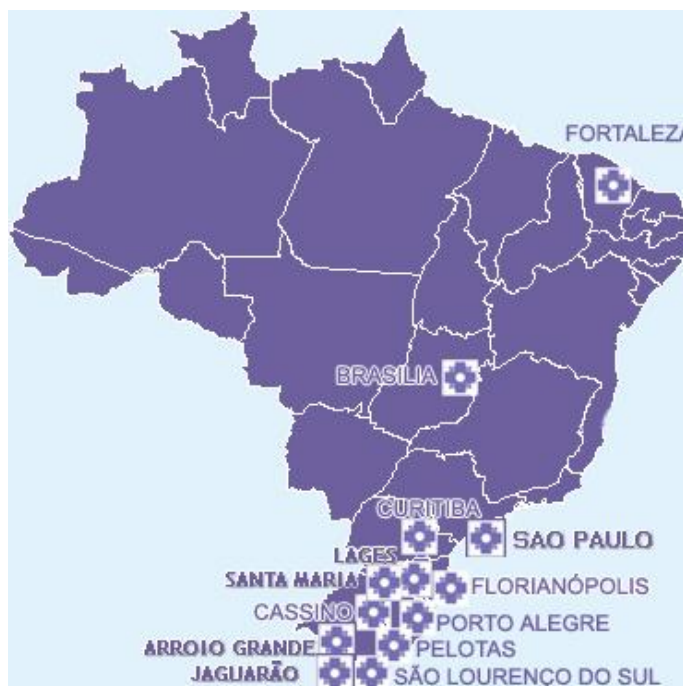 FORTALEZA
BRASILIA
CURITIBA
SAO PAULO
LAGES
SANTA MARIA
FLORIANÓPOLIS
CASSINO
PORTO ALEGRE
ARROIO GRANDE
PELOTAS
JAGUARÃO
SÃO LOURENÇO DO SUL